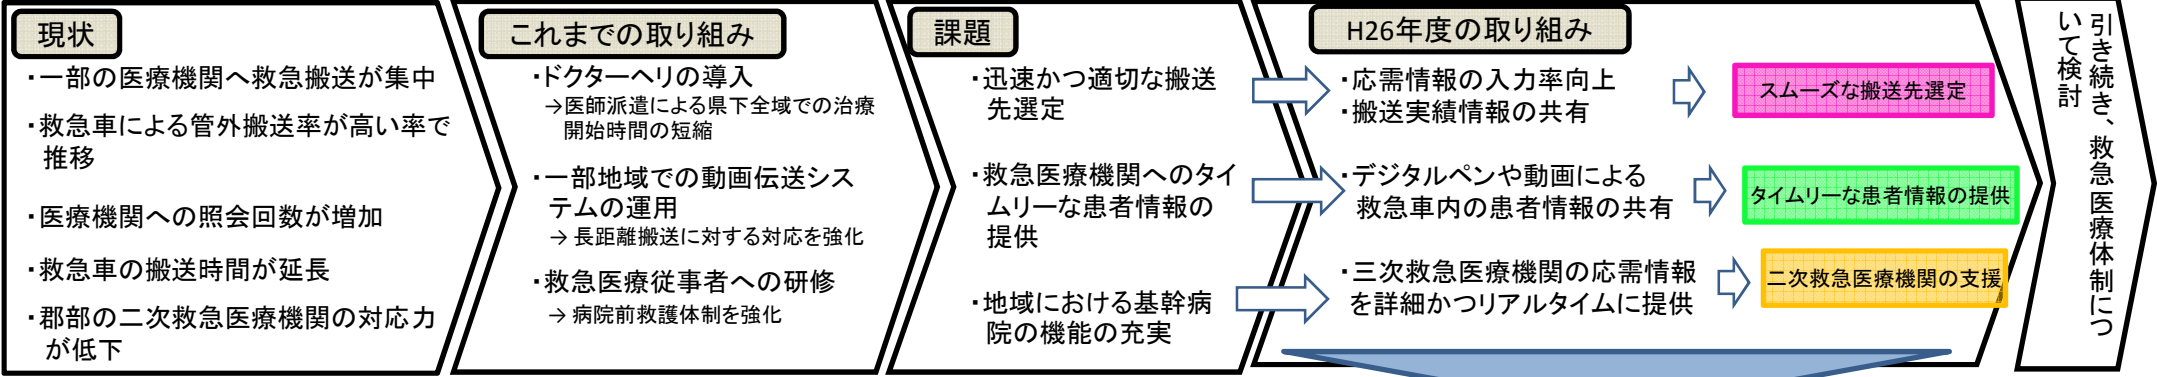 現状
・一部の医療機関へ救急搬送が集中
・救急車による管外搬送率が高い率で
推移
・医療機関への照会回数が増加
・救急車の搬送時間が延長
・郡部の二次救急医療機関の対応力
が低下
これまでの取り組み
・ドクターヘリの導入
→医師派遣による県下全域での治療
開始時間の短縮
・一部地域での動画伝送シス
テムの運用
→ 長距離搬送に対する対応を強化
・救急医療従事者への研修
→ 病院前救護体制を強化
課題
・迅速かつ適切な搬送
先選定
・救急医療機関へのタイ
ムリーな患者情報の
提供
・地域における基幹病
院の機能の充実
H26年度の取り組み
・応需情報の入力率向上
・搬送実績情報の共有
スムーズな搬送先選定
・デジタルペンや動画による
救急車内の患者情報の共有
タイムリーな患者情報の提供
・三次救急医療機関の応需情報
を詳細かつリアルタイムに提供
二次救急医療機関の支援
引き続き、救急医療体制につ
いて検討